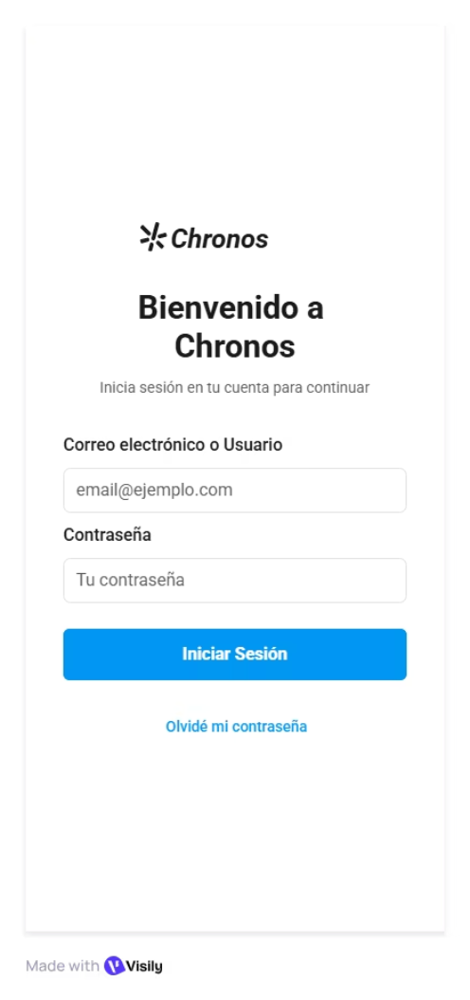 Chronos
Bienvenido a
Chronos
Inicia sesión en tu cuenta para continuar
Correo electrónico o Usuario
email@ejemplo.com
Contraseña
Tu contraseña
Iniciar Sesión
Olvidé mi contraseña
Made with Visily